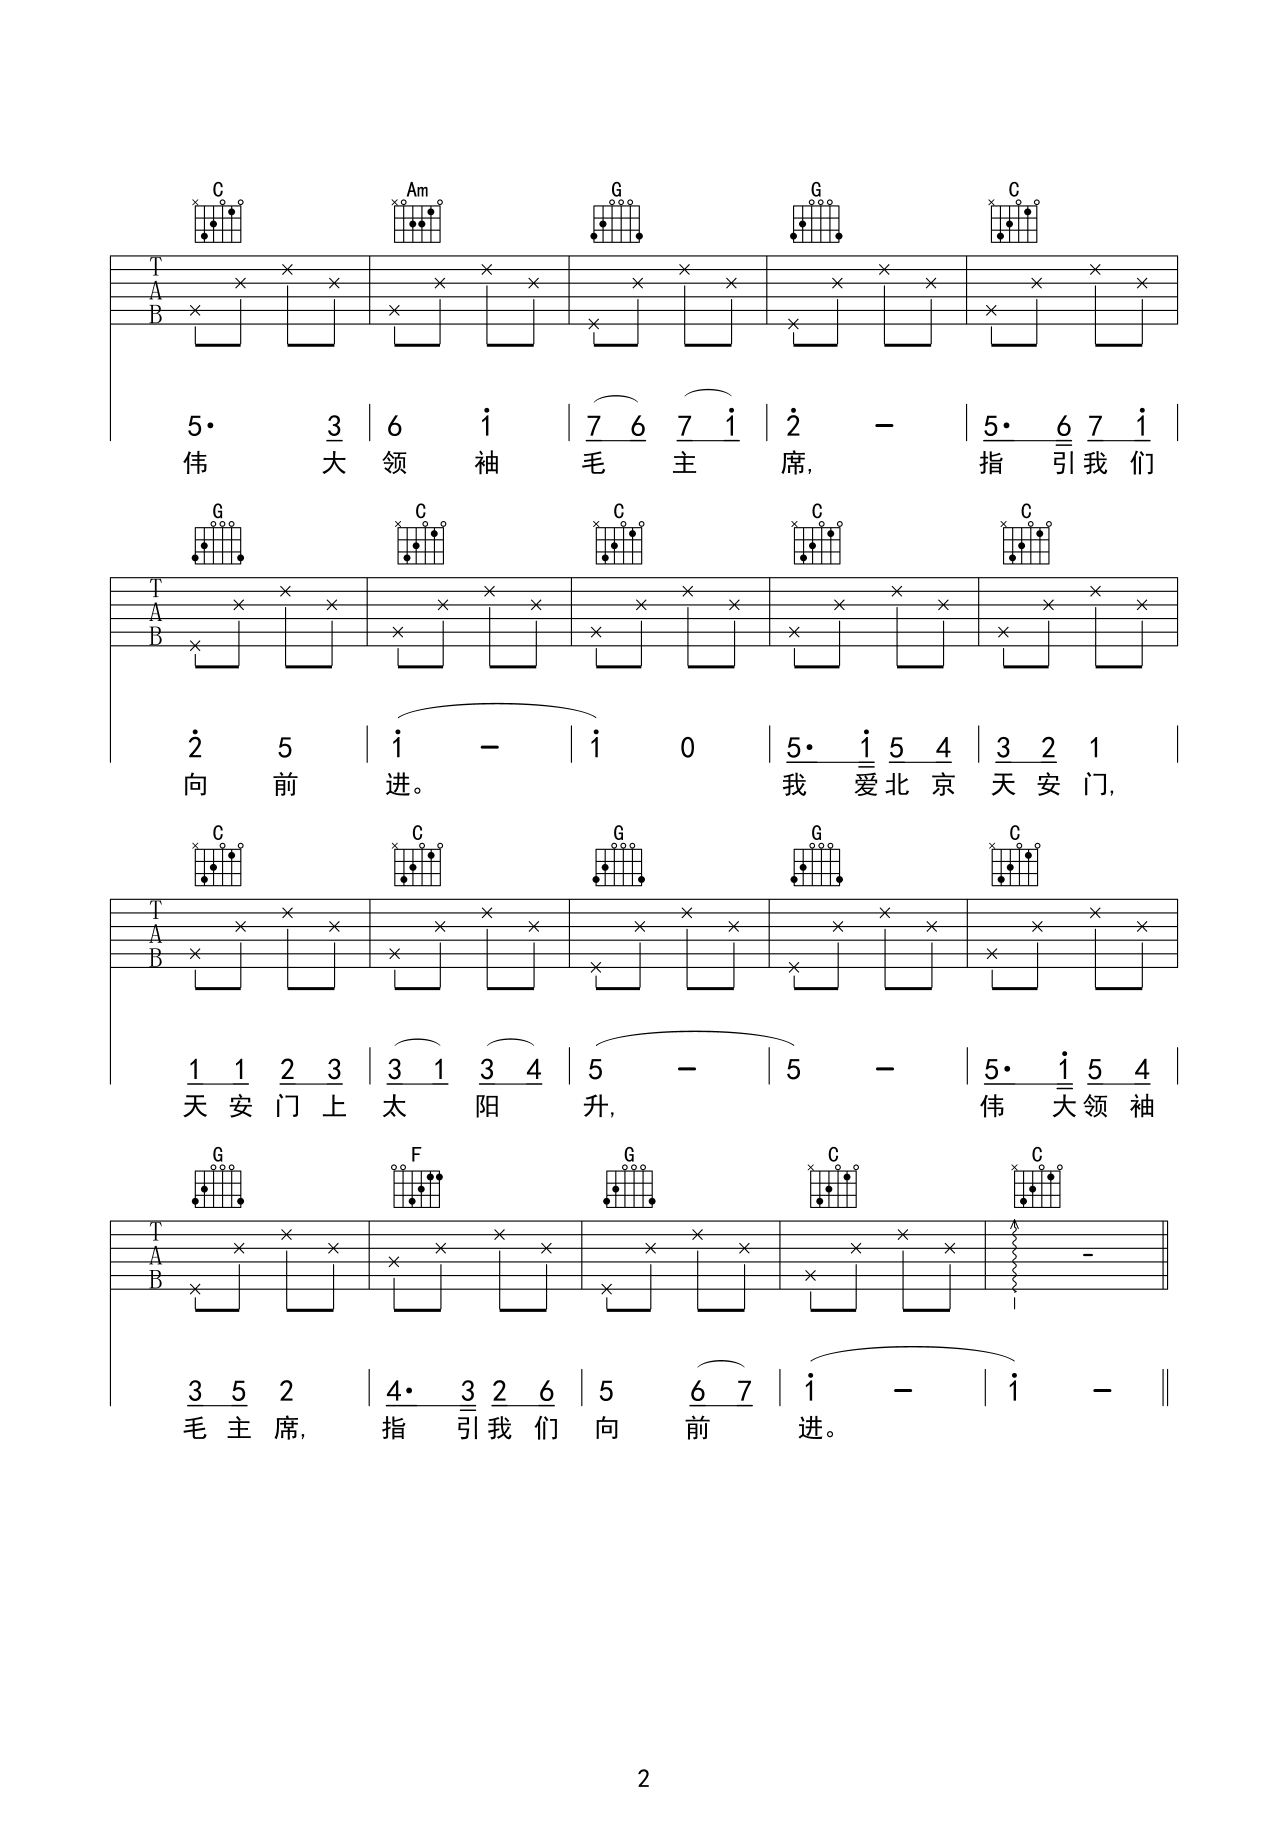 C Am G G C
T
A
B
5· 3 6 1 7 6 7 1 2 – 5· 6 7 1
伟 大 领 袖 毛 主 席, 指 引 我 们
G C C C C
T
A
B
2 5 1 – 1 0 5· 1 5 4 3 2 1
向 前 进。 我 爱 北 京 天 安 门,
C C G G C
T
A
B
1 1 2 3 3 1 3 4 5 – 5 – 5· 1 5 4
天 安 门 上 太 阳 升, 伟 大 领 袖
G F G C C
T
A
B
3 5 2 4· 3 2 6 5 6 7 1 – 1 –
毛 主 席, 指 引 我 们 向 前 进。
2